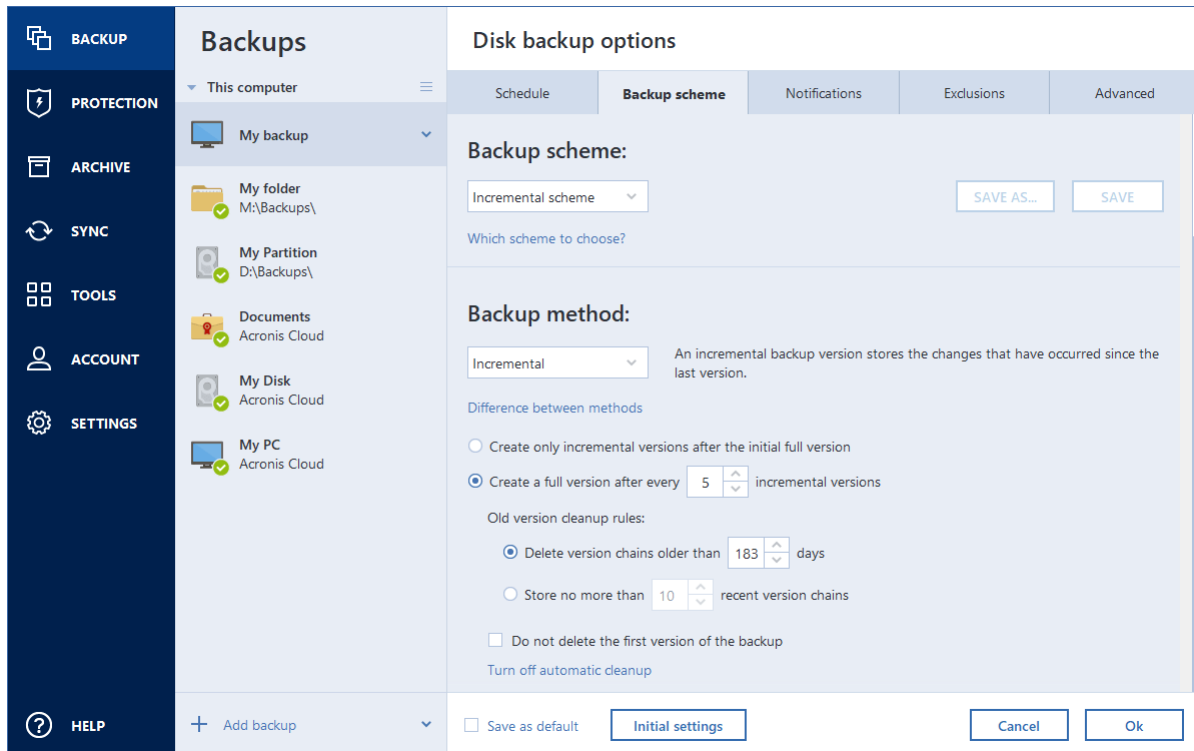 BACKUP
PROTECTION
ARCHIVE
SYNC
TOOLS
ACCOUNT
SETTINGS
HELP
Backups
This computer
My backup
My folder
M:\Backups\
My Partition
D:\Backups\
Documents
Acronis Cloud
My Disk
Acronis Cloud
My PC
Acronis Cloud
Add backup
Disk backup options
Schedule
Backup scheme
Notifications
Exclusions
Advanced
Backup scheme:
Incremental scheme
SAVE AS...
SAVE
Which scheme to choose?
Backup method:
Incremental
An incremental backup version stores the changes that have occurred since the
last version.
Difference between methods
Create only incremental versions after the initial full version
Create a full version after every 5 incremental versions
Old version cleanup rules:
Delete version chains older than 183 days
Store no more than 10 recent version chains
Do not delete the first version of the backup
Turn off automatic cleanup
Save as default
Initial settings
Cancel
Ok